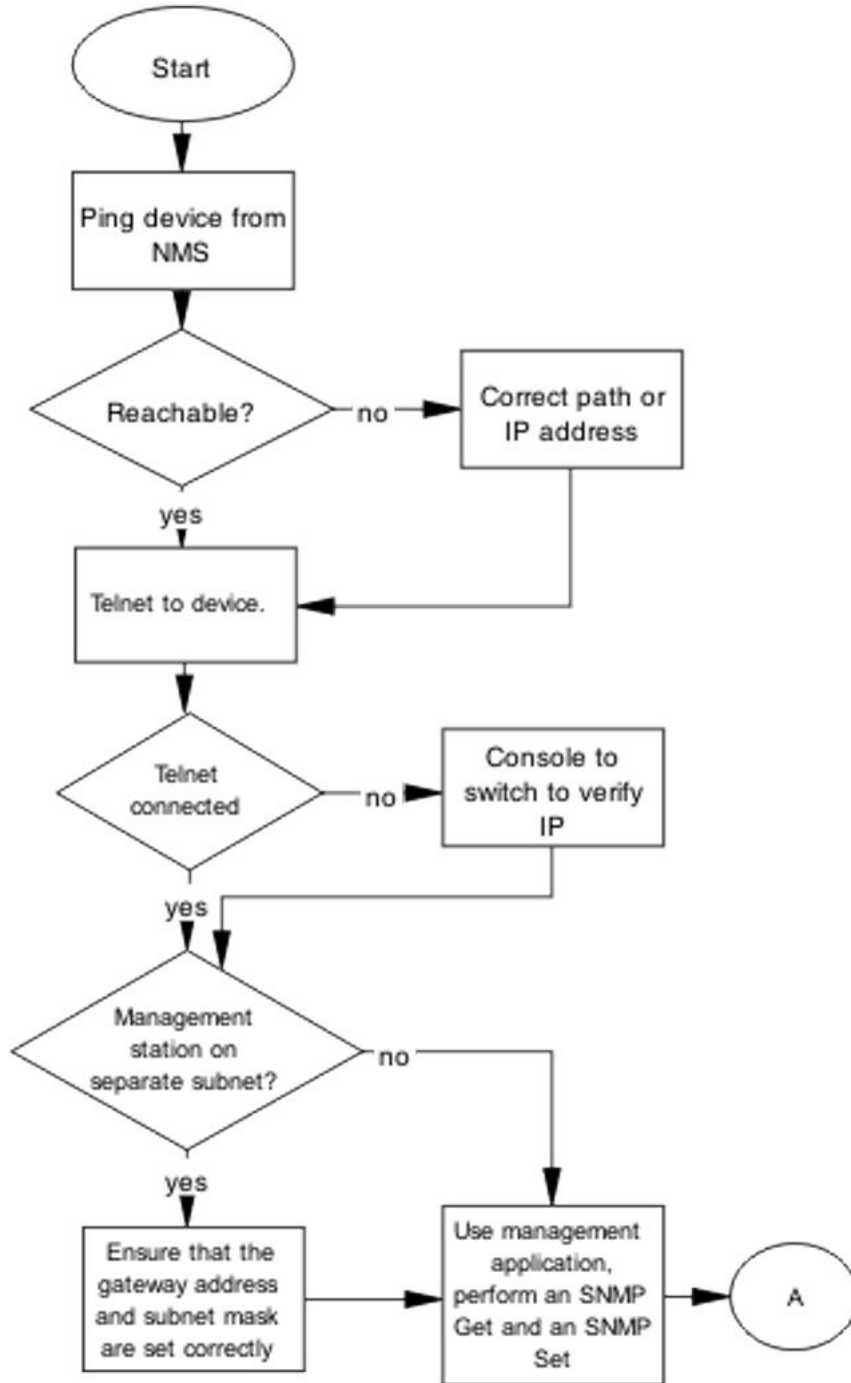 Start
Ping device from
NMS
Reachable?
no
Correct path or
IP address
yes
Telnet to device.
Telnet
connected
no
Console to
switch to verify
IP
yes
Management
station on
separate subnet?
no
yes
Ensure that the
gateway address
and subnet mask
are set correctly
Use management
application,
perform an SNMP
Get and an SNMP
Set
A